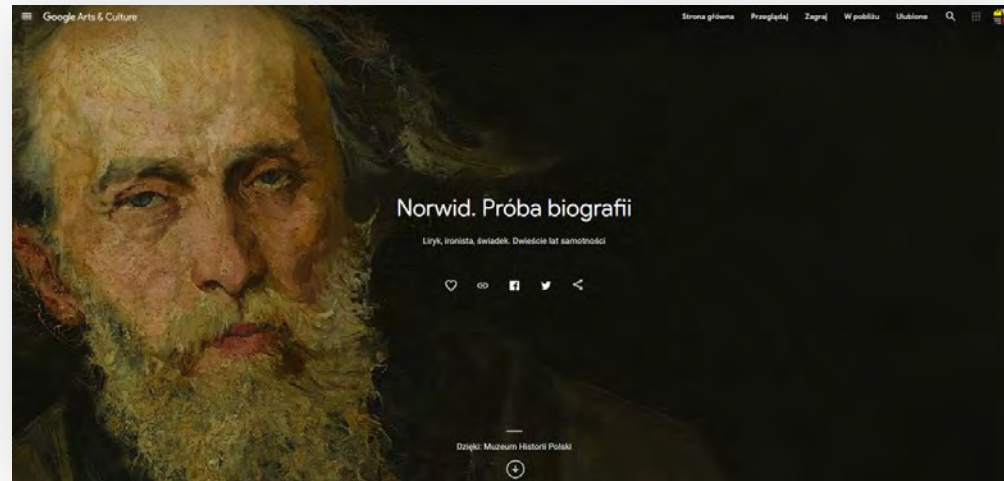 Google Arts & Culture
Strona główna Przeglądaj Zagraj W pobliżu Ulubione
Norwid. Próba biografii
Liryk, ironista, świadek. Dwieście lat samotności
Dzięki: Muzeum Historii Polski